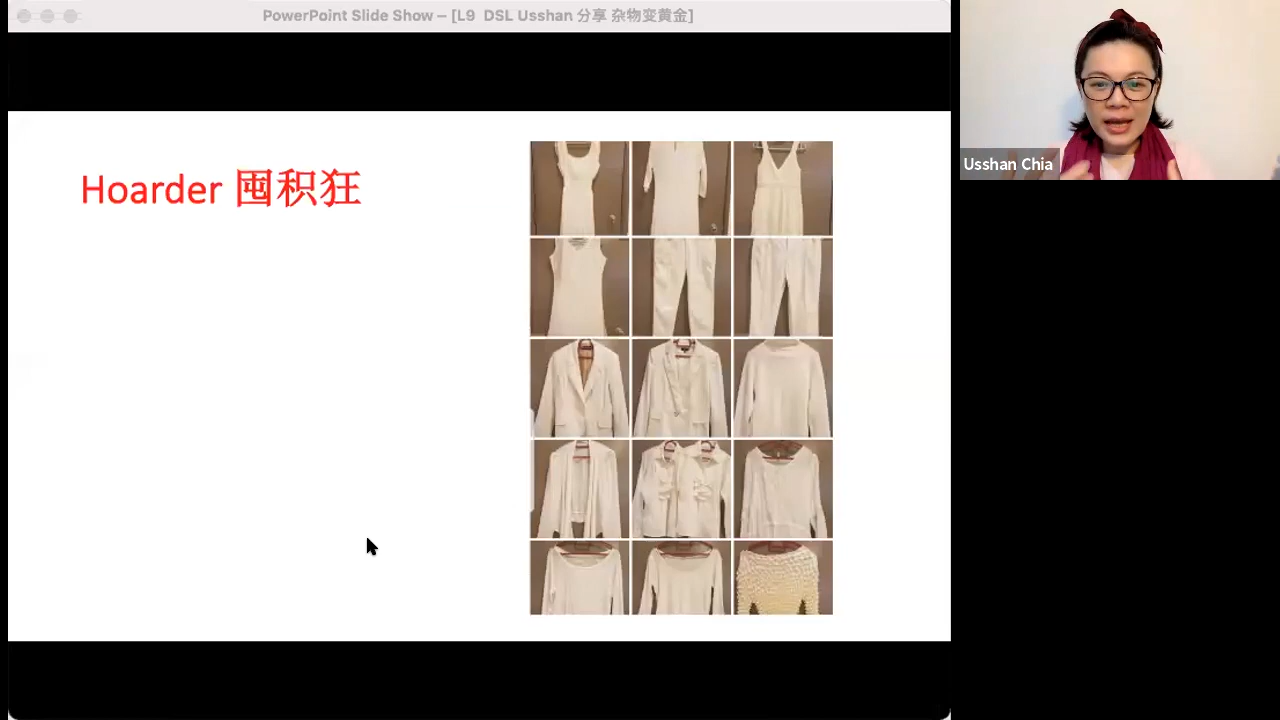 PowerPoint Slide Show – [L9 DSL Usshan 分享 杂物变黄金]
Hoarder 囤积狂
Usshan Chia